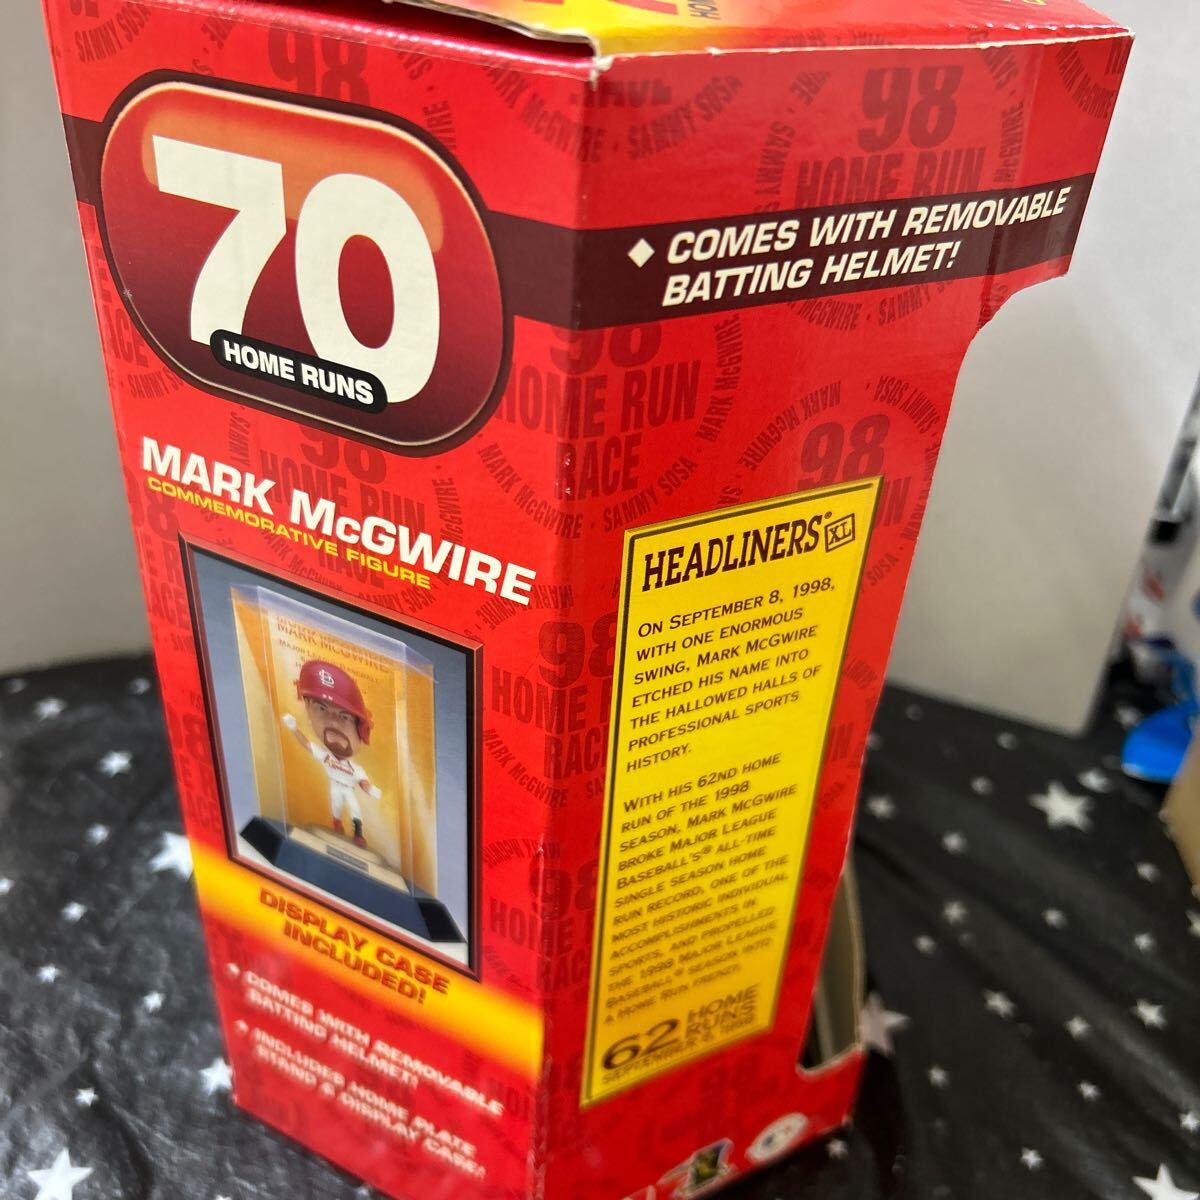 70
HOME RUNS
MARK McGWIRE
COMMEMORATIVE FIGURE
MARK MCGWIRE
DISPLAY CASE
INCLUDED!
• COMES WITH REMOVABLE
BATTING HELMET!
• INCLUDES HOME PLATE
STAND & DISPLAY CASE!
◆ COMES WITH REMOVABLE
BATTING HELMET!
98
HOME RUN
RACE
MARK McGWIRE · SAMMY SOSA
HEADLINERS® XL
ON SEPTEMBER 8, 1998,
WITH ONE ENORMOUS
SWING, MARK MCGWIRE
ETCHED HIS NAME INTO
THE HALLOWED HALLS OF
PROFESSIONAL SPORTS
HISTORY.
WITH HIS 62ND HOME
RUN OF THE 1998
SEASON, MARK MCGWIRE
BROKE MAJOR LEAGUE
BASEBALL'S® ALL-TIME
SINGLE SEASON HOME
RUN RECORD, ONE OF THE
MOST HISTORIC INDIVIDUAL
ACCOMPLISHMENTS IN
SPORTS, AND PROPELLED
THE 1998 MAJOR LEAGUE
BASEBALL® SEASON INTO
A HOME RUN FRENZY.
62 HOME
RUNS
SEPTEMBER 8, 1998